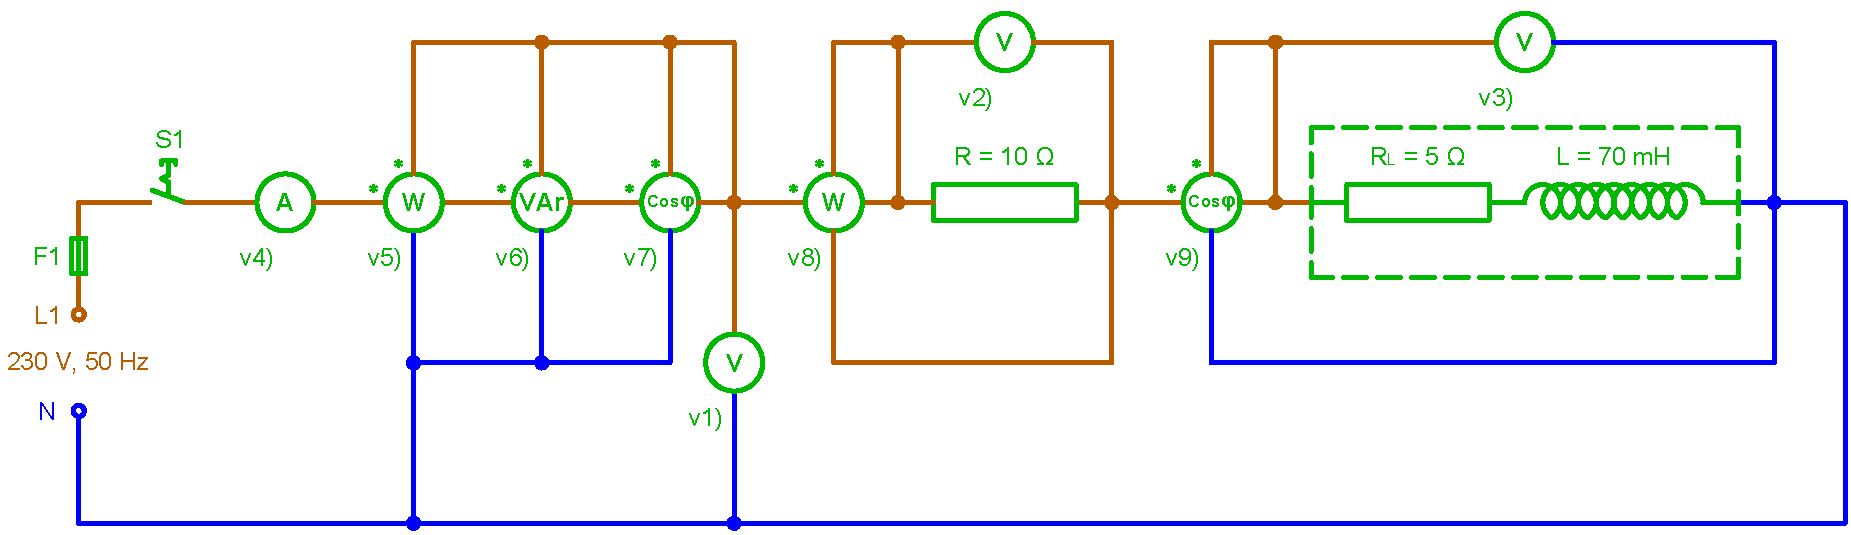 V
v2)
V
v3)
S1
R = 10 Ω
RL = 5 Ω
L = 70 mH
* * * * *
* * * * *
A
W
VAr
Cosφ
W
Cosφ
F1
v4)
v5)
v6)
v7)
v8)
v9)
L1
230 V, 50 Hz
V
N
v1)